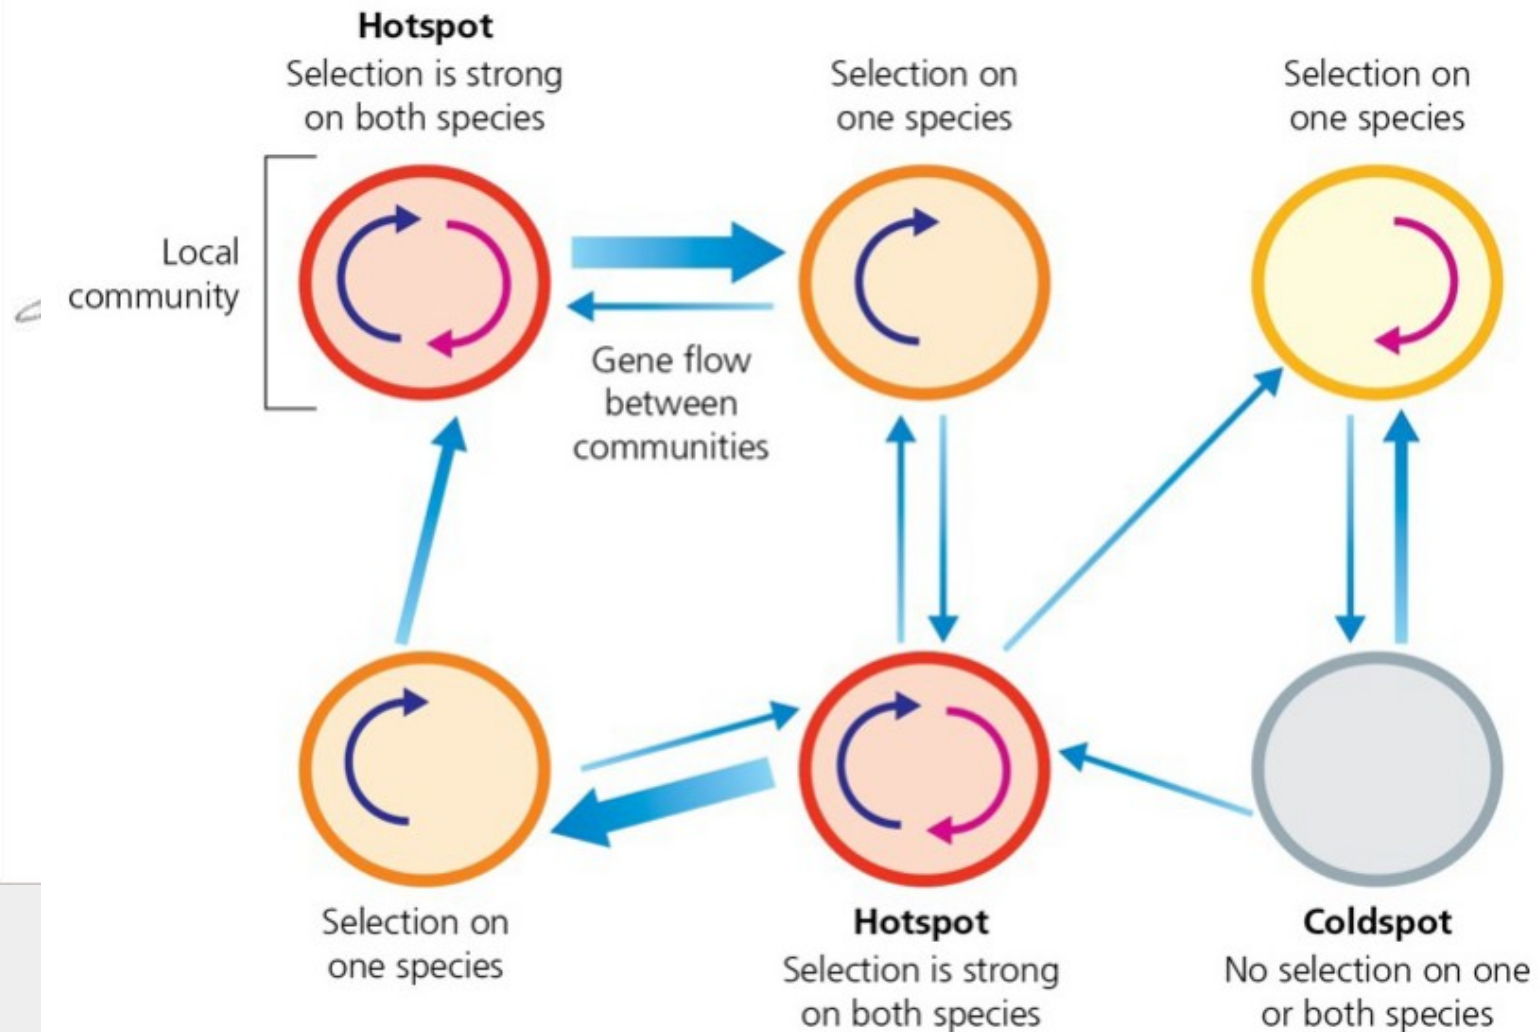 Hotspot
Selection is strong
on both species
Selection on
one species
Selection on
one species
Local
community
Gene flow
between
communities
Selection on
one species
Hotspot
Selection is strong
on both species
Coldspot
No selection on one
or both species